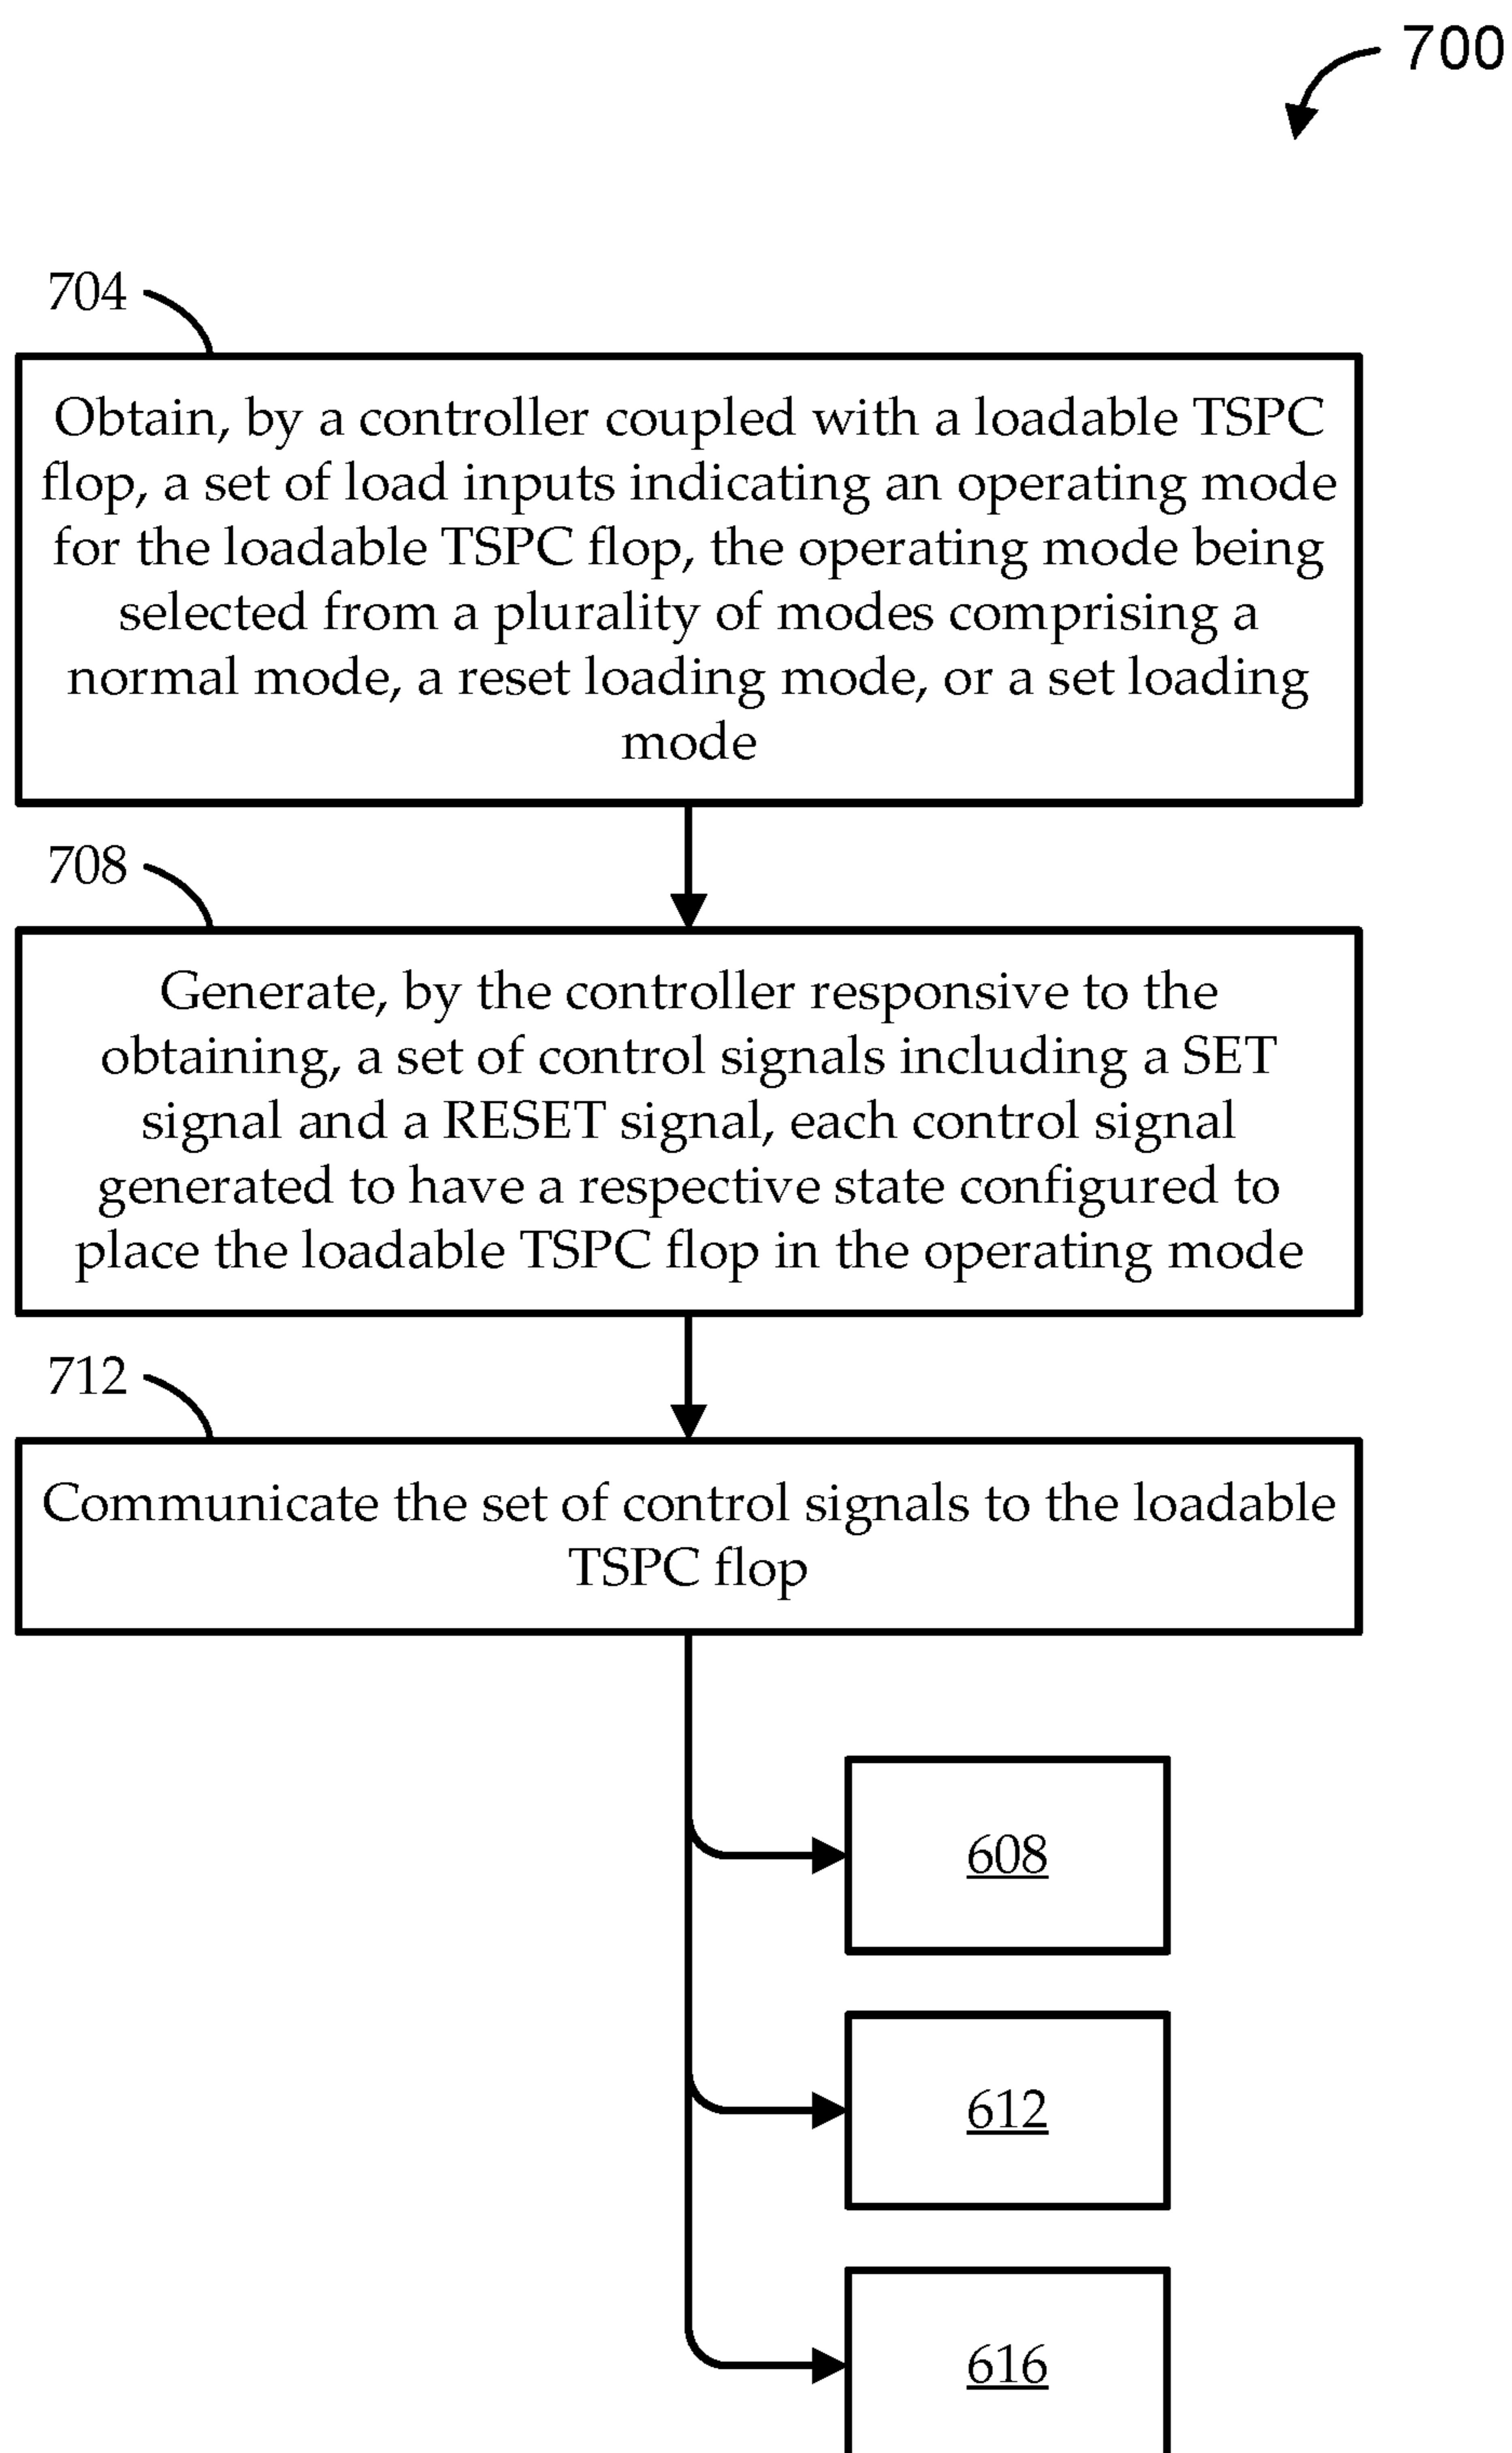 700
704
Obtain, by a controller coupled with a loadable TSPC
flop, a set of load inputs indicating an operating mode
for the loadable TSPC flop, the operating mode being
selected from a plurality of modes comprising a
normal mode, a reset loading mode, or a set loading
mode
708
Generate, by the controller responsive to the
obtaining, a set of control signals including a SET
signal and a RESET signal, each control signal
generated to have a respective state configured to
place the loadable TSPC flop in the operating mode
712
Communicate the set of control signals to the loadable
TSPC flop
608
612
616